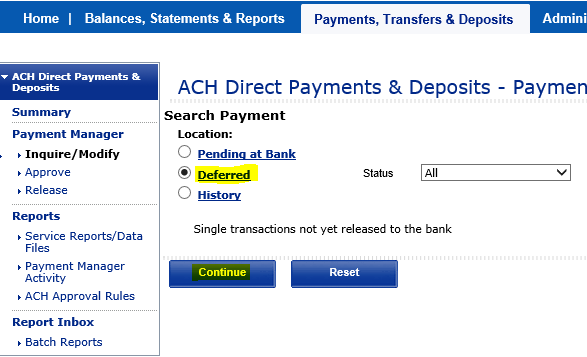 Home | Balances, Statements & Reports Payments, Transfers & Deposits Admini
ACH Direct Payments &
Deposits
Summary
Payment Manager
Inquire/Modify
Approve
Release
Reports
Service Reports/Data
Files
Payment Manager
Activity
ACH Approval Rules
Report Inbox
Batch Reports
ACH Direct Payments & Deposits - Paymen
Search Payment
Location:
Pending at Bank
Deferred Status All
History
Single transactions not yet released to the bank
Continue Reset